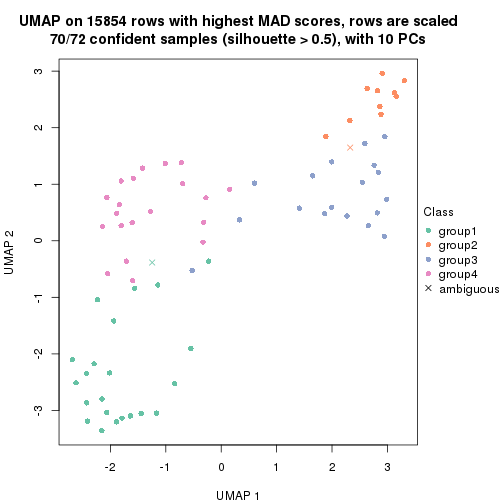 UMAP on 15854 rows with highest MAD scores, rows are scaled
70/72 confident samples (silhouette > 0.5), with 10 PCs
3
2
1
0
-1
-2
-3
UMAP 2
-2
-1
0
1
2
3
UMAP 1
Class
group1
group2
group3
group4
ambiguous